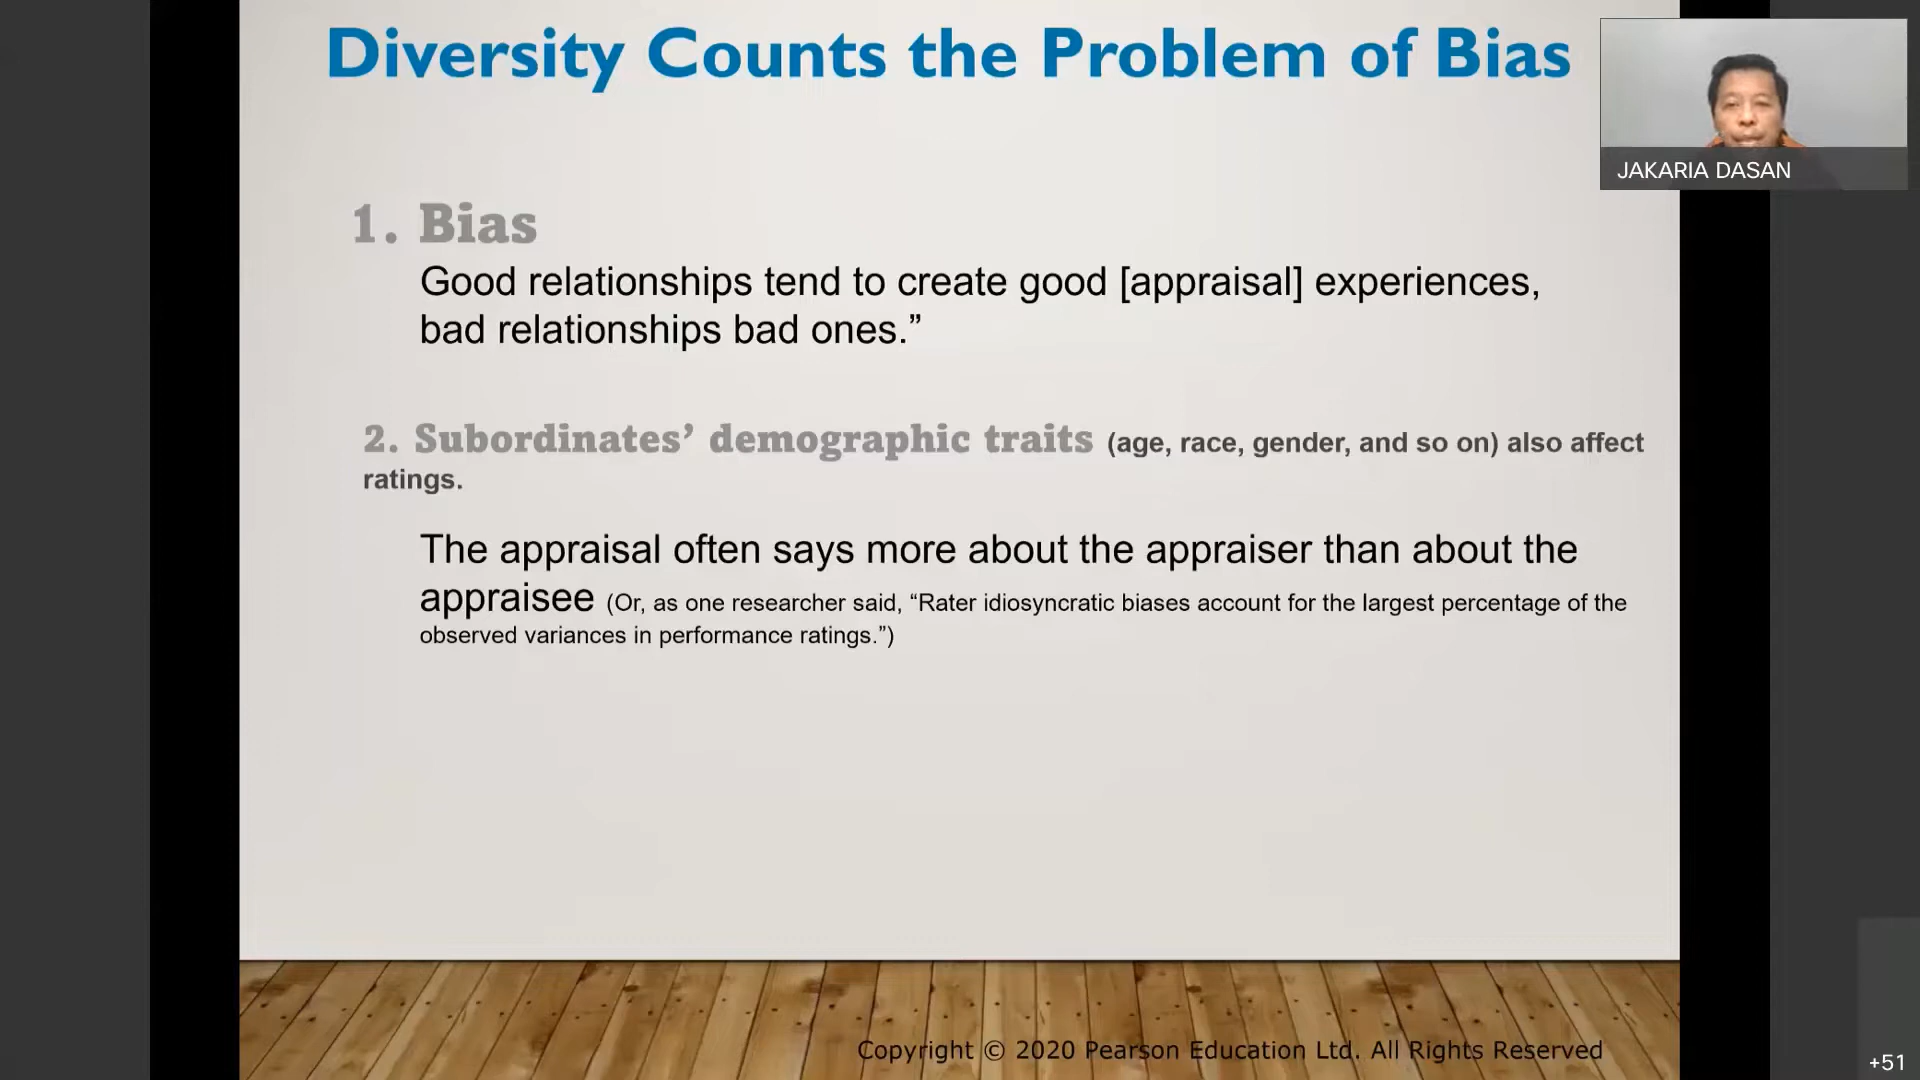 Diversity Counts the Problem of Bias
JAKARIA DASAN
1. Bias
Good relationships tend to create good [appraisal] experiences,
bad relationships bad ones.”
2. Subordinates’ demographic traits (age, race, gender, and so on) also affect
ratings.
The appraisal often says more about the appraiser than about the
appraisee (Or, as one researcher said, “Rater idiosyncratic biases account for the largest percentage of the
observed variances in performance ratings.”)
Copyright © 2020 Pearson Education Ltd. All Rights Reserved
+51